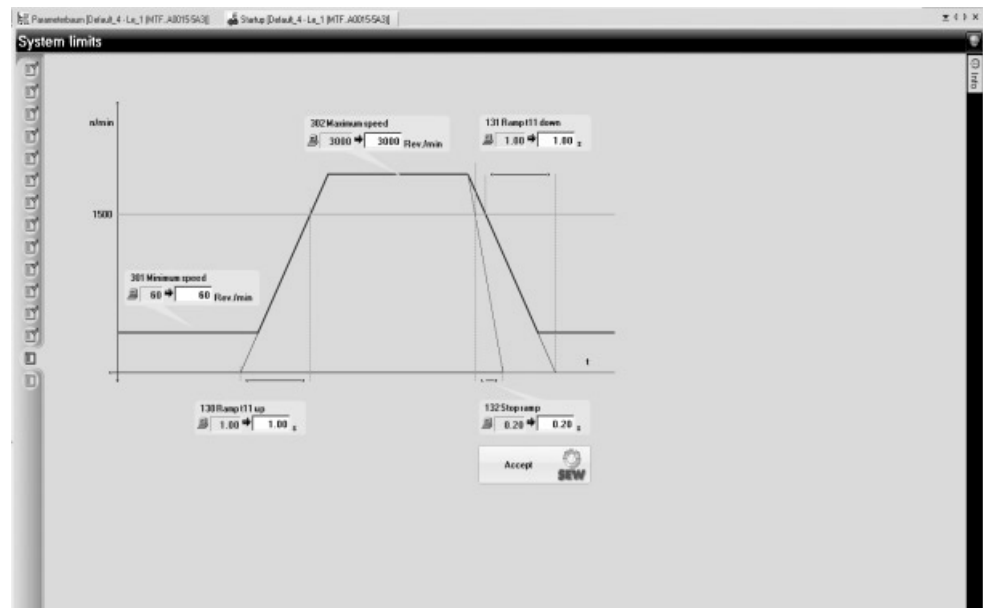 Parameterbaum [Default_4 - Le_1 (MTF..A0015-5A3)]
Startup [Default_4 - Le_1 (MTF..A0015-5A3)]
System limits
Info
n/min
302 Maximum speed
3000 3000 Rev./min
131 Ramp t11 down
1.00 1.00 s
1500
301 Minimum speed
60 60 Rev./min
t
130 Ramp t11 up
1.00 1.00 s
132 Stop ramp
0.20 0.20 s
Accept
SEW